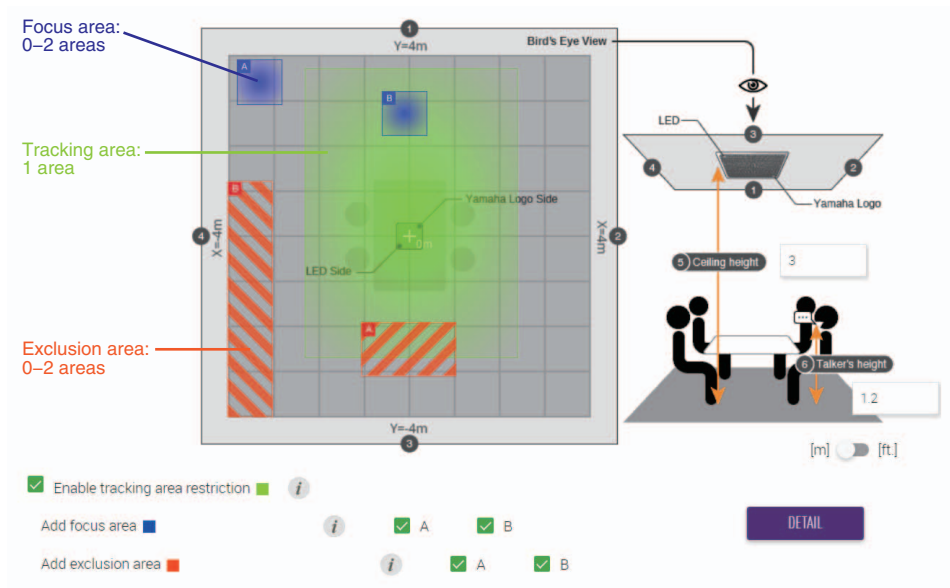 Focus area:
0–2 areas
1
Y=4m
Bird's Eye View
A
B
LED
3
4
2
1
Yamaha Logo
Tracking area:
1 area
B
Yamaha Logo Side
4
X=-4m
0m
X=4m
2
LED Side
5 Ceiling height
3
A
Exclusion area:
0–2 areas
6 Talker's height
1.2
Y=-4m
3
[m] [ft.]
Enable tracking area restriction i
Add focus area i A B
DETAIL
Add exclusion area i A B